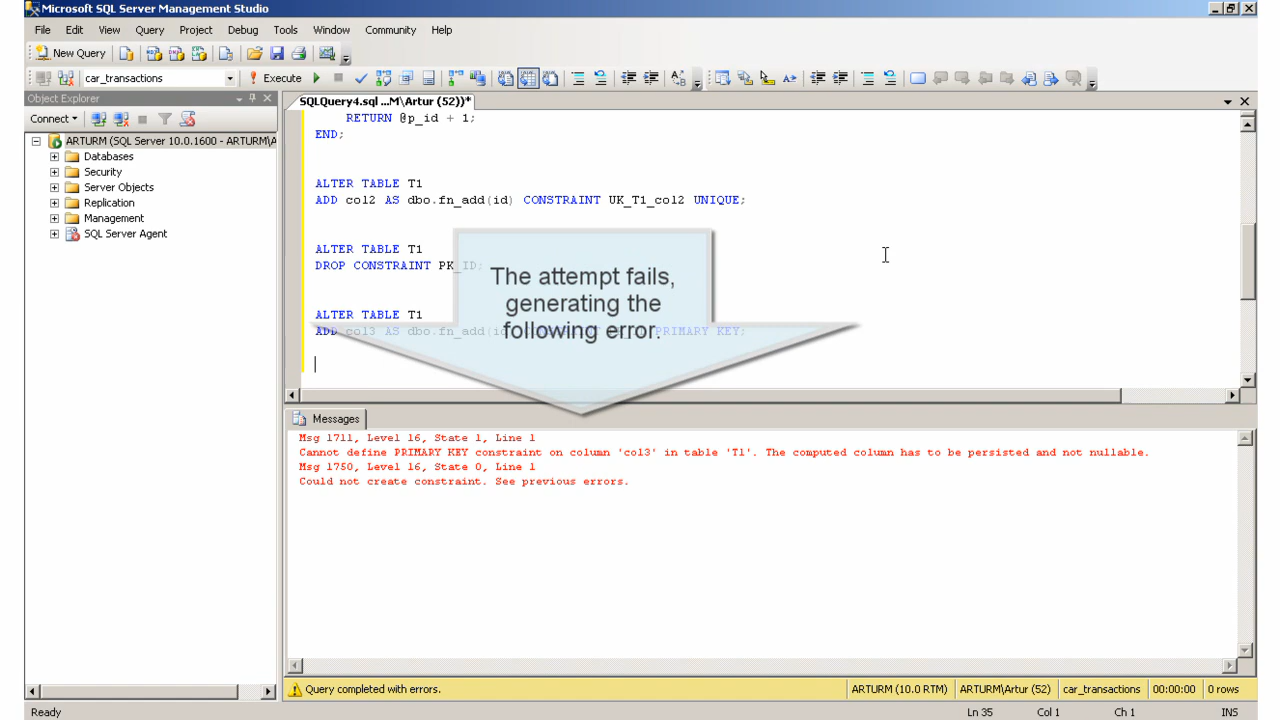 Microsoft SQL Server Management Studio
File Edit View Query Project Debug Tools Window Community Help
New Query
car_transactions Execute
Object Explorer
Connect
ARTURM (SQL Server 10.0.1600 - ARTURM\A
Databases
Security
Server Objects
Replication
Management
SQL Server Agent
SQLQuery4.sql ...M\Artur (52))*
RETURN @p_id + 1;
END;
ALTER TABLE T1
ADD col2 AS dbo.fn_add(id) CONSTRAINT UK_T1_col2 UNIQUE;
ALTER TABLE T1
DROP CONSTRAINT PK_ID;
ALTER TABLE T1
ADD col3 AS dbo.fn_add(id PRIMARY KEY;
The attempt fails,
generating the
following error.
Messages
Msg 1711, Level 16, State 1, Line 1
Cannot define PRIMARY KEY constraint on column 'col3' in table 'T1'. The computed column has to be persisted and not nullable.
Msg 1750, Level 16, State 0, Line 1
Could not create constraint. See previous errors.
Query completed with errors. ARTURM (10.0 RTM) ARTURM\Artur (52) car_transactions 00:00:00 0 rows
Ready Ln 35 Col 1 Ch 1 INS